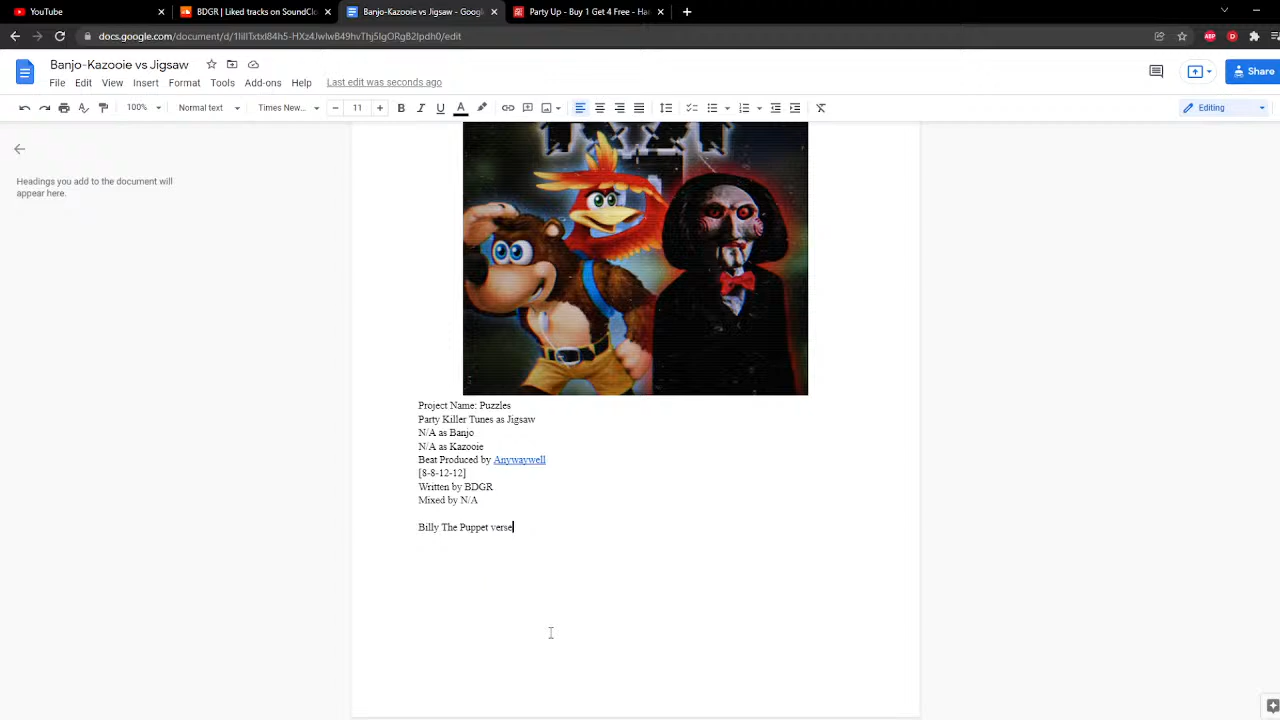 YouTube
BDGR | Liked tracks on SoundClo
Banjo-Kazooie vs Jigsaw - Googl
Party Up - Buy 1 Get 4 Free - Ha
docs.google.com/document/d/1IiIITxtxd84h5-HXz4JwIwB49hvThj5IgORgB2Ipdh0/edit
ABP
D
Banjo-Kazooie vs Jigsaw
File Edit View Insert Format Tools Add-ons Help Last edit was seconds ago
Share
100% Normal text Times New... 11 B I U A
Editing
Headings you add to the document will
appear here.
Project Name: Puzzles
Party Killer Tunes as Jigsaw
N/A as Banjo
N/A as Kazooie
Beat Produced by Anywaywell
[8-8-12-12]
Written by BDGR
Mixed by N/A
Billy The Puppet verse